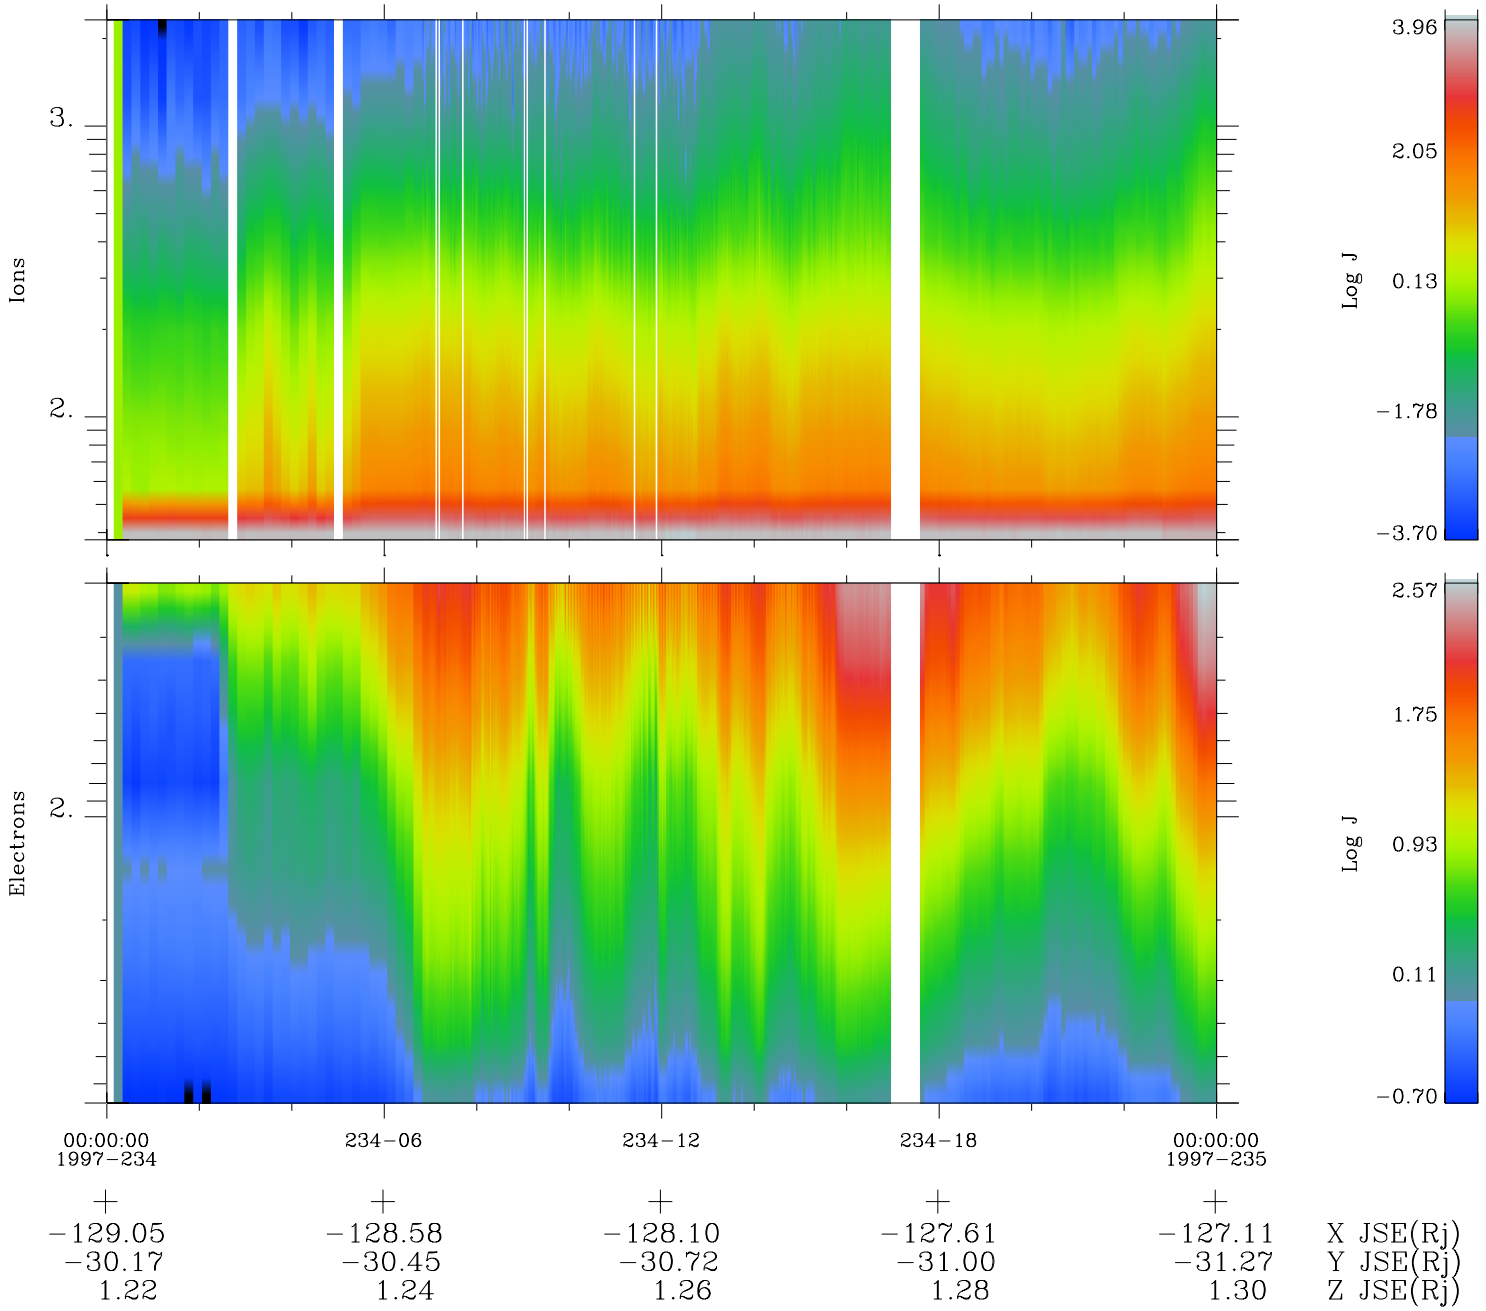 3.
2.
Ions
3.96
2.05
0.13
−1.78
−3.70
Log J
2.
Electrons
2.57
1.75
0.93
0.11
−0.70
Log J
00:00:00 234−06 234−12 234−18 00:00:00
1997−234 1997−235
−129.05 −128.58 −128.10 −127.61 −127.11 X JSE(Rj)
−30.17 −30.45 −30.72 −31.00 −31.27 Y JSE(Rj)
1.22 1.24 1.26 1.28 1.30 Z JSE(Rj)